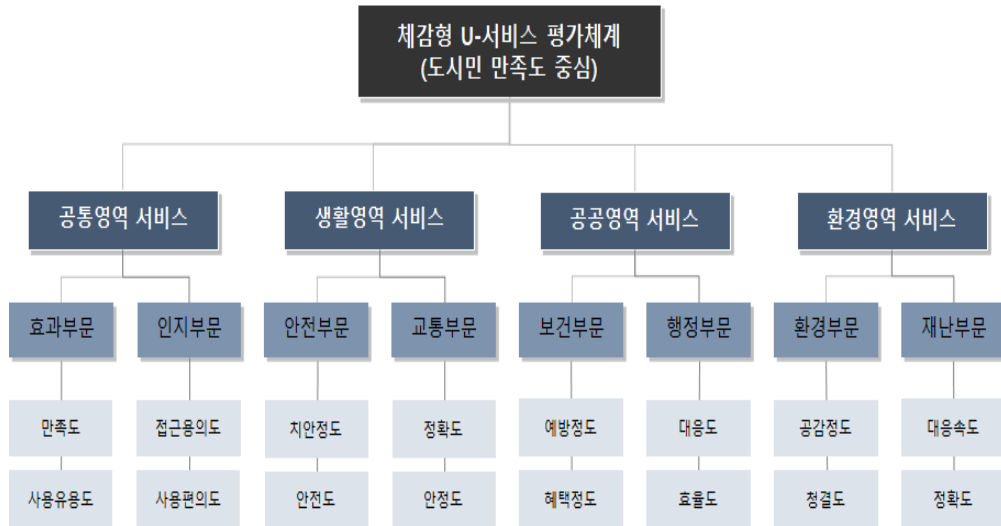 체감형 U-서비스 평가체계
(도시민 만족도 중심)
공통영역 서비스
생활영역 서비스
공공영역 서비스
환경영역 서비스
효과부문
인지부문
안전부문
교통부문
보건부문
행정부문
환경부문
재난부문
만족도
접근용의도
치안정도
정확도
예방정도
대응도
공감정도
대응속도
사용유용도
사용편의도
안전도
안정도
혜택정도
효율도
청결도
정확도